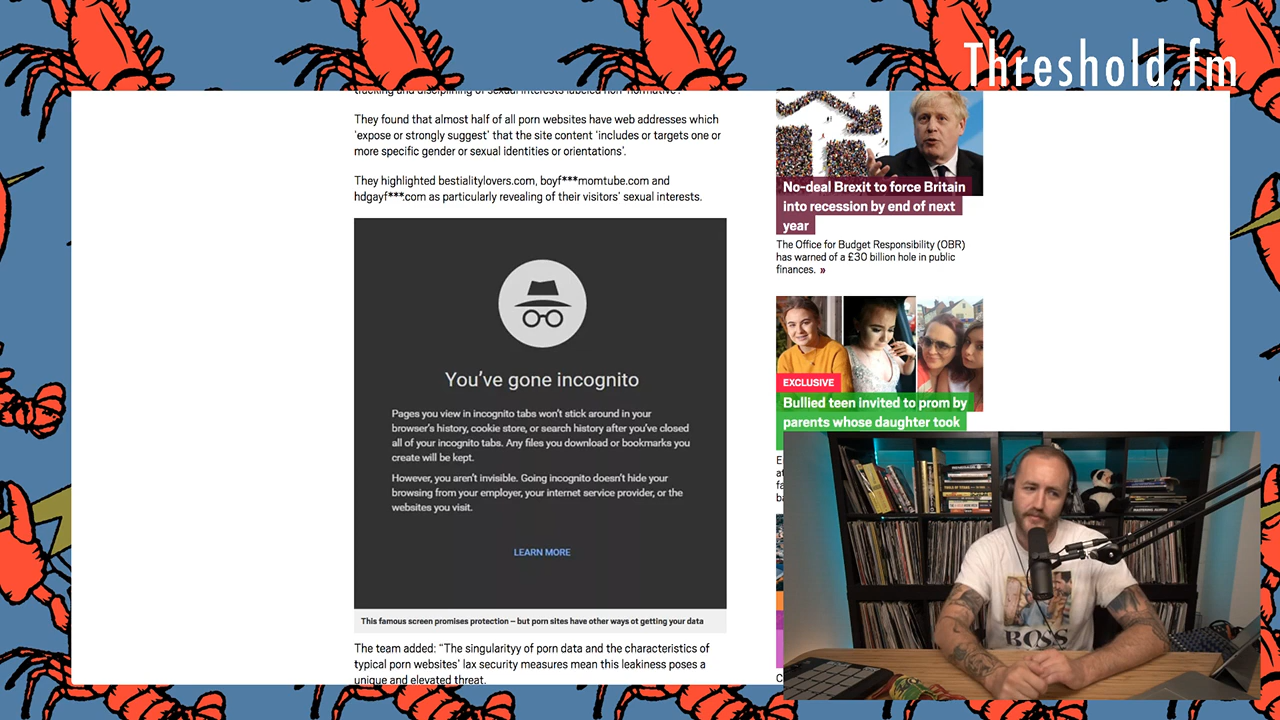 Threshold.fm
tracking and disciplining of sexual interests labeled non-normative'.
They found that almost half of all porn websites have web addresses which
'expose or strongly suggest' that the site content 'includes or targets one or
more specific gender or sexual identities or orientations'.
They highlighted bestialitylovers.com, boyf***momtube.com and
hdgayf***.com as particularly revealing of their visitors' sexual interests.
You've gone incognito
Pages you view in incognito tabs won't stick around in your
browser's history, cookie store, or search history after you've closed
all of your incognito tabs. Any files you download or bookmarks you
create will be kept.
However, you aren't invisible. Going incognito doesn't hide your
browsing from your employer, your internet service provider, or the
websites you visit.
LEARN MORE
This famous screen promises protection – but porn sites have other ways ot getting your data
The team added: “The singularityy of porn data and the characteristics of
typical porn websites’ lax security measures mean this leakiness poses a
unique and elevated threat.
No-deal Brexit to force Britain
into recession by end of next
year
The Office for Budget Responsibility (OBR)
has warned of a £30 billion hole in public
finances. »
EXCLUSIVE
Bullied teen invited to prom by
parents whose daughter took
BOSS